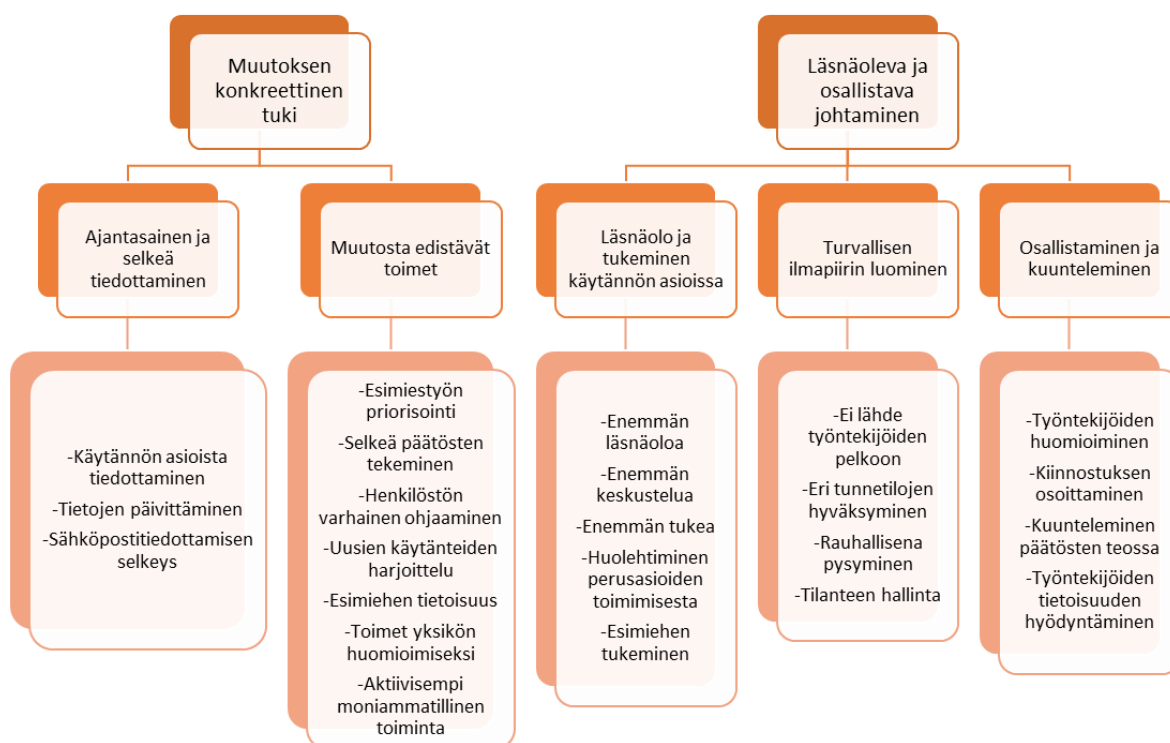 Muutoksen
konkreettinen
tuki
Läsnäoleva ja
osallistava
johtaminen
Ajantasainen ja
selkeä
tiedottaminen
Muutosta edistävät
toimet
Läsnäolo ja
tukeminen
käytännön asioissa
Turvallisen
ilmapiirin luominen
Osallistaminen ja
kuunteleminen
-Käytännön asioista
tiedottaminen
-Tietojen päivittäminen
-Sähköpostitiedottamisen
selkeys
-Esimiestyön
priorisointi
-Selkeä päätösten
tekeminen
-Henkilöstön
varhainen ohjaaminen
-Uusien käytänteiden
harjoittelu
-Esimiehen tietoisuus
-Toimet yksikön
huomioimiseksi
-Aktiivisempi
moniammatillinen
toiminta
-Enemmän
läsnäoloa
-Enemmän
keskustelua
-Enemmän tukea
-Huolehtiminen
perusasioiden
toimimisesta
-Esimiehen
tukeminen
-Ei lähde
työntekijöiden
pelkoon
-Eri tunnetilojen
hyväksyminen
-Rauhallisena
pysyminen
-Tilanteen hallinta
-Työntekijöiden
huomioiminen
-Kiinnostuksen
osoittaminen
-Kuunteleminen
päätösten teossa
-Työntekijöiden
tietoisuuden
hyödyntäminen